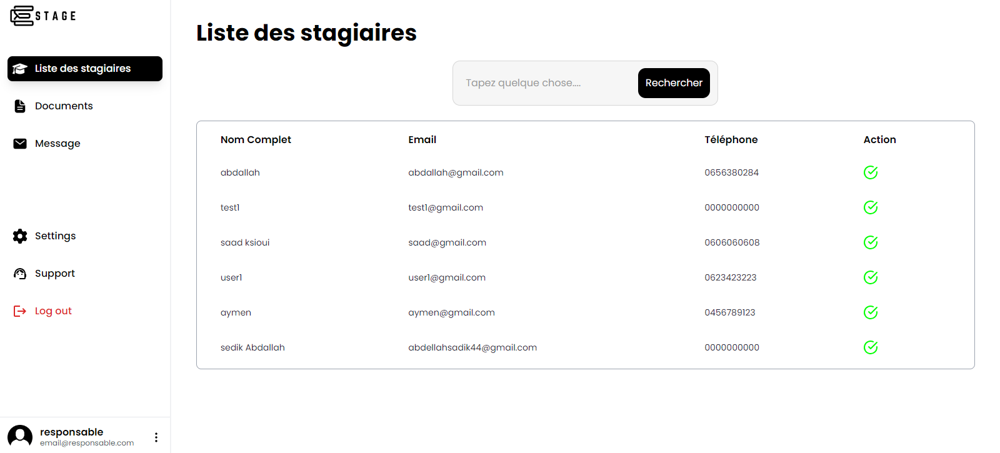 STAGE
Liste des stagiaires
Documents
Message
Settings
Support
Log out
responsable
email@responsable.com
Liste des stagiaires
Tapez quelque chose.... Rechercher
Nom Complet Email Téléphone Action
abdallah abdallah@gmail.com 0656380284
test1 test1@gmail.com 0000000000
saad ksioui saad@gmail.com 0606060608
user1 user1@gmail.com 0623423223
aymen aymen@gmail.com 0456789123
sedik Abdallah abdellahsadik44@gmail.com 0000000000